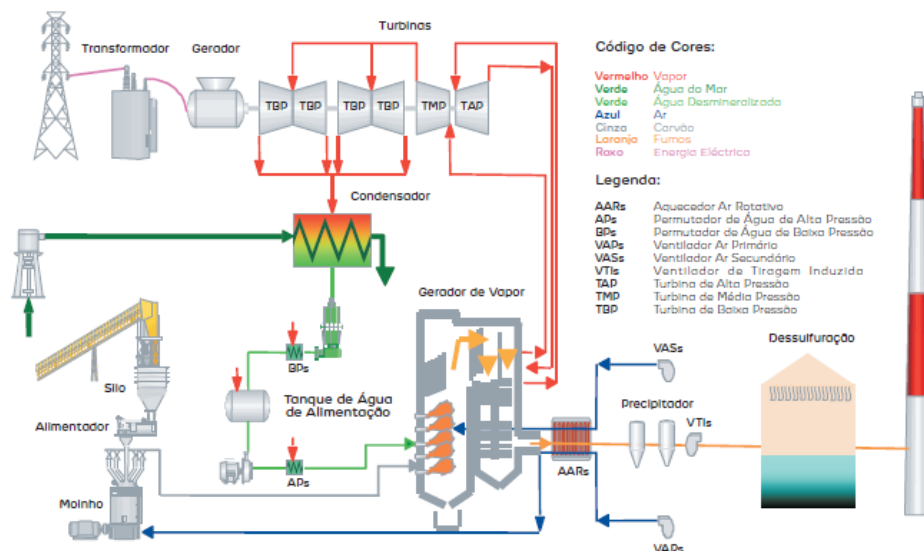 Turbinas
Transformador
Gerador
TBP TBP TBP TBP TMP TAP
Condensador
Gerador de Vapor
BPs
Tanque de Água
de Alimentação
APs
Silo
Alimentador
Moinho
AARs
VASs
Precipitador
VTIs
VAPs
Dessulfuração
Código de Cores:
Vermelho Vapor
Verde Água do Mar
Verde Água Desmineralizada
Azul Ar
Cinza Carvão
Laranja Fumos
Roxo Energia Eléctrica
Legenda:
AARs Aquecedor Ar Rotativo
APs Permutador de Água de Alta Pressão
BPs Permutador de Água de Baixa Pressão
VAPs Ventilador Ar Primário
VASs Ventilador Ar Secundário
VTIs Ventilador de Tiragem Induzida
TAP Turbina de Alta Pressão
TMP Turbina de Média Pressão
TBP Turbina de Baixa Pressão